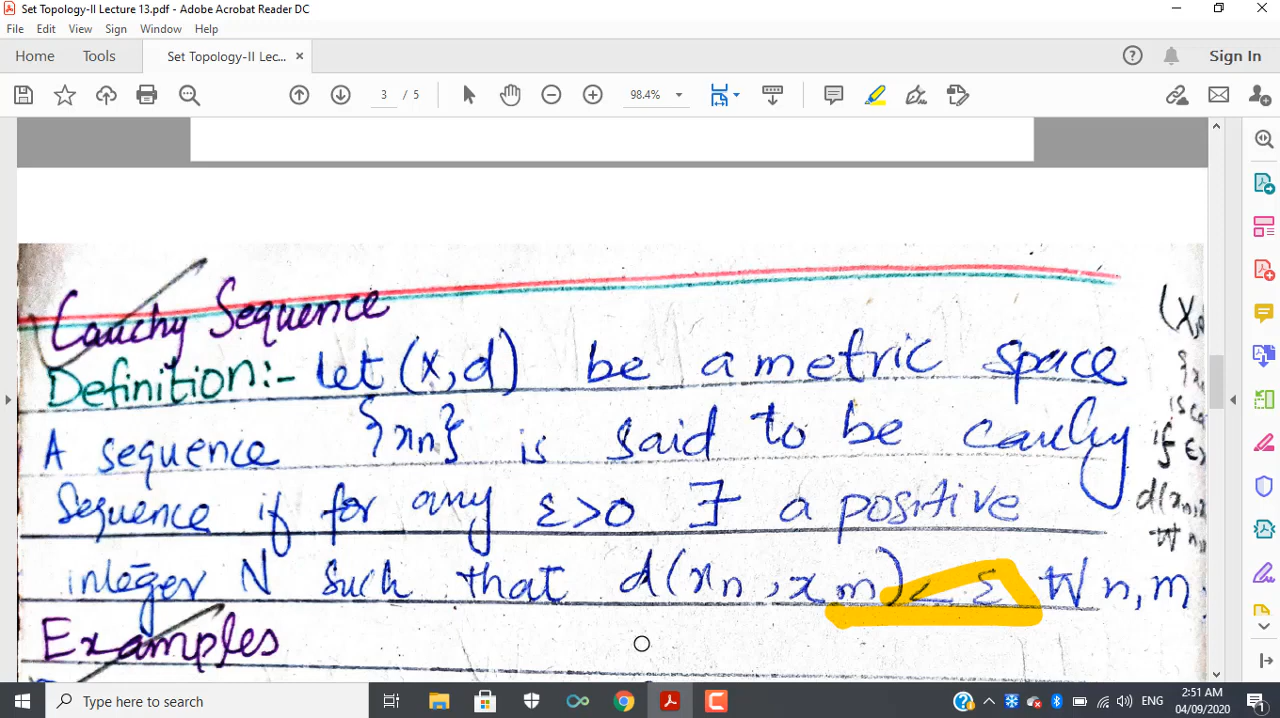 Set Topology-II Lecture 13.pdf - Adobe Acrobat Reader DC
File Edit View Sign Window Help
Home Tools Set Topology-II Lec... × Sign In
3 / 5 98.4%
Cauchy Sequence
Definition:- let (X,d) be a metric space
A sequence {xn} is said to be cauchy
Sequence if for any ε>0 ∃ a positive
integer N such that d(xn,xm)<ε ∀ n,m
Examples
(X,
{x
if ε>
d(xn,
∀ n
Type here to search
ENG
2:51 AM
04/09/2020
1